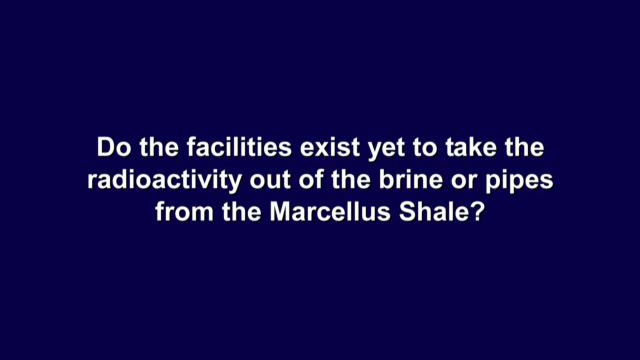 Do the facilities exist yet to take the
radioactivity out of the brine or pipes
from the Marcellus Shale?